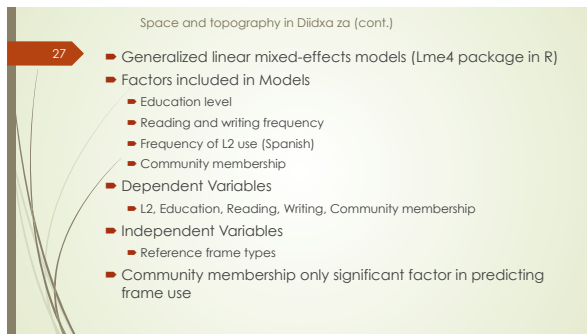 Space and topography in Diidxa za (cont.)
27
Generalized linear mixed-effects models (Lme4 package in R)
Factors included in Models
Education level
Reading and writing frequency
Frequency of L2 use (Spanish)
Community membership
Dependent Variables
L2, Education, Reading, Writing, Community membership
Independent Variables
Reference frame types
Community membership only significant factor in predicting
frame use